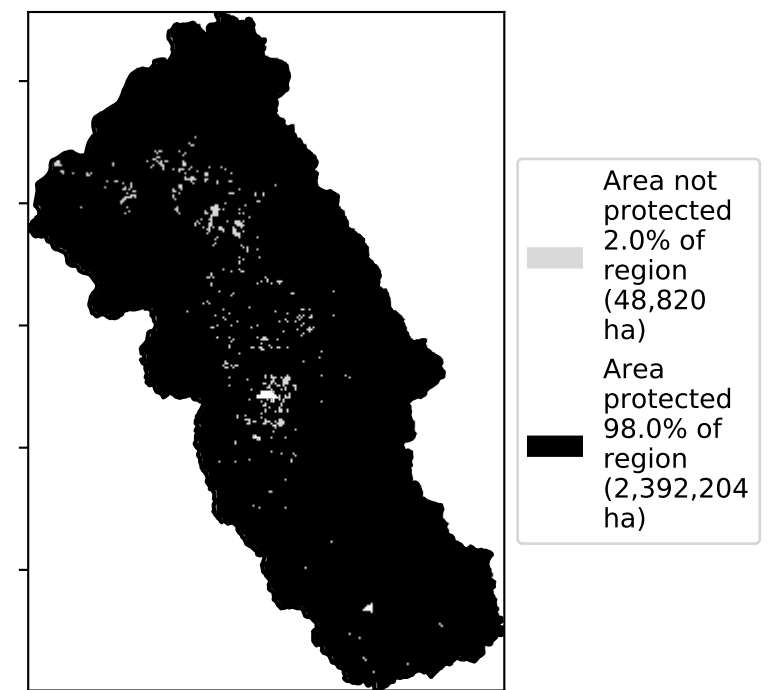 Area not
protected
2.0% of
region
(48,820
ha)
Area
protected
98.0% of
region
(2,392,204
ha)